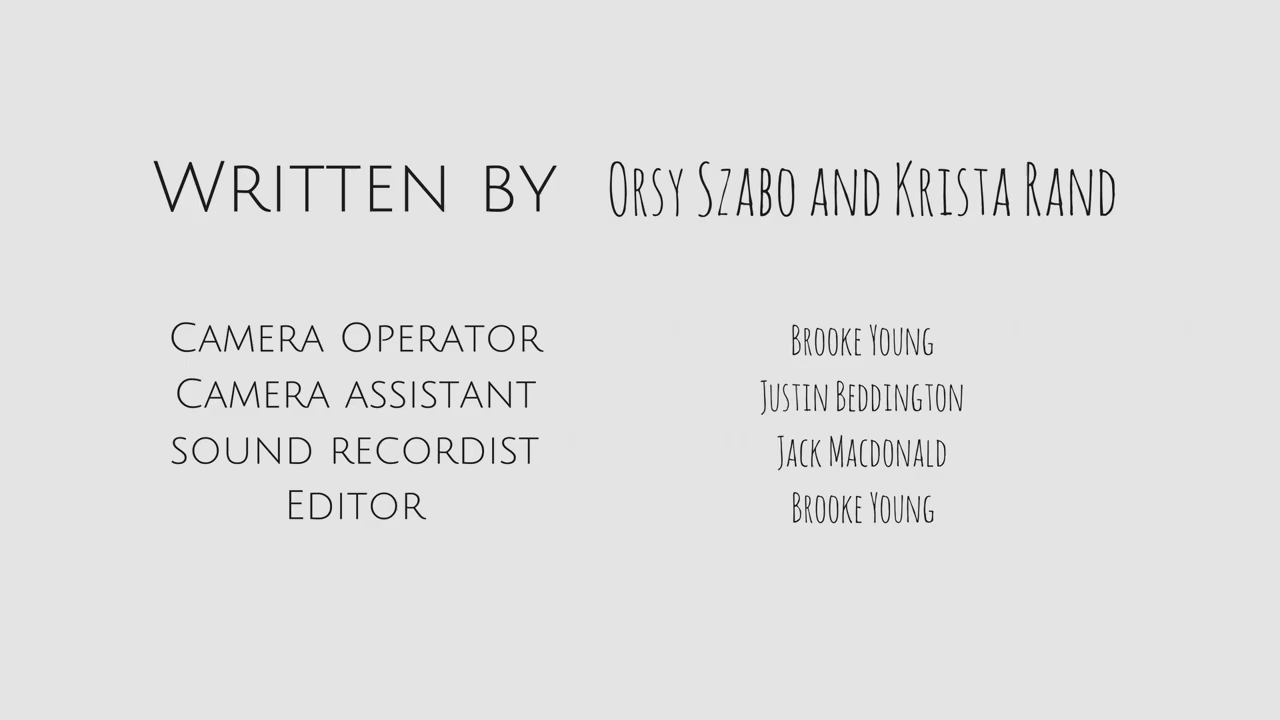 Written by Orsy Szabo and Krista Rand
Camera Operator Brooke Young
Camera assistant Justin Beddington
sound recordist Jack Macdonald
Editor Brooke Young